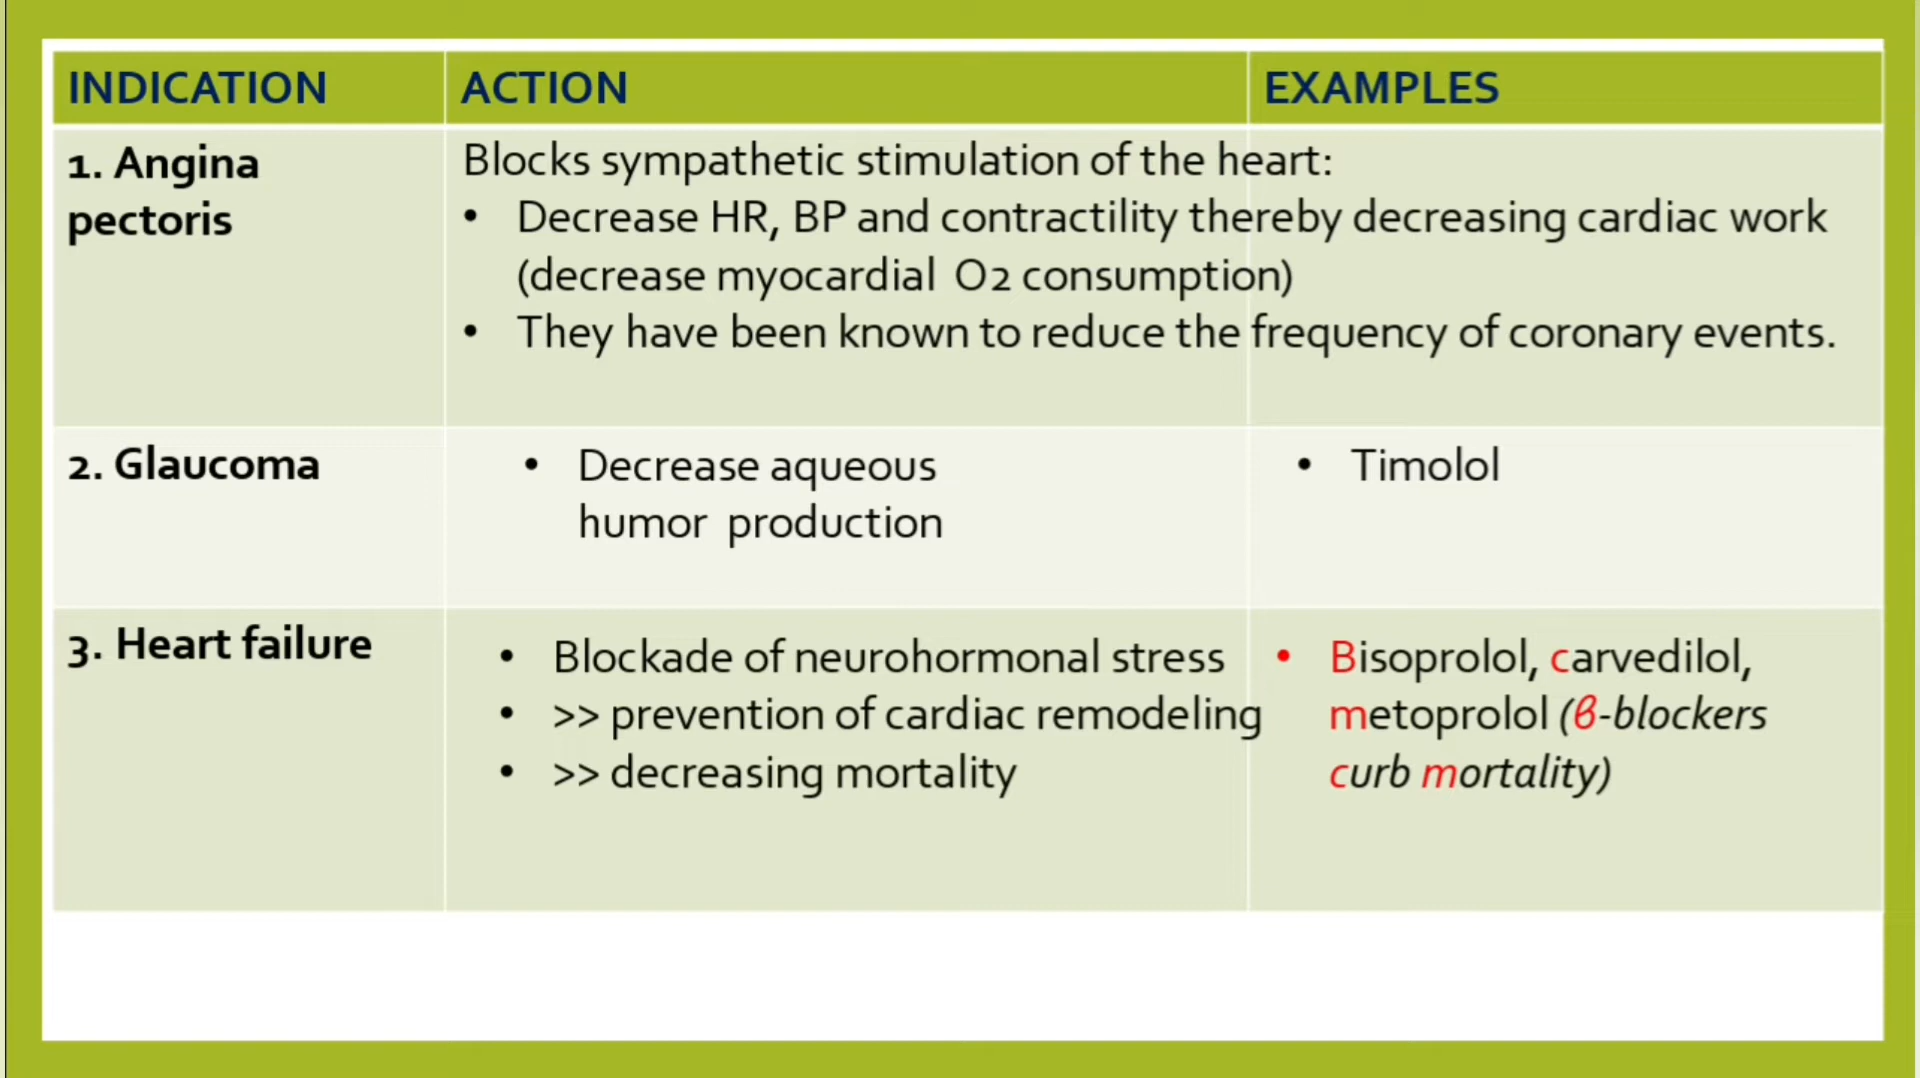 INDICATION ACTION EXAMPLES
1. Angina
pectoris
Blocks sympathetic stimulation of the heart:
• Decrease HR, BP and contractility thereby decreasing cardiac work
(decrease myocardial O2 consumption)
• They have been known to reduce the frequency of coronary events.
2. Glaucoma
• Decrease aqueous
humor production
• Timolol
3. Heart failure
• Blockade of neurohormonal stress
• >> prevention of cardiac remodeling
• >> decreasing mortality
• Bisoprolol, carvedilol,
metoprolol (β-blockers
curb mortality)